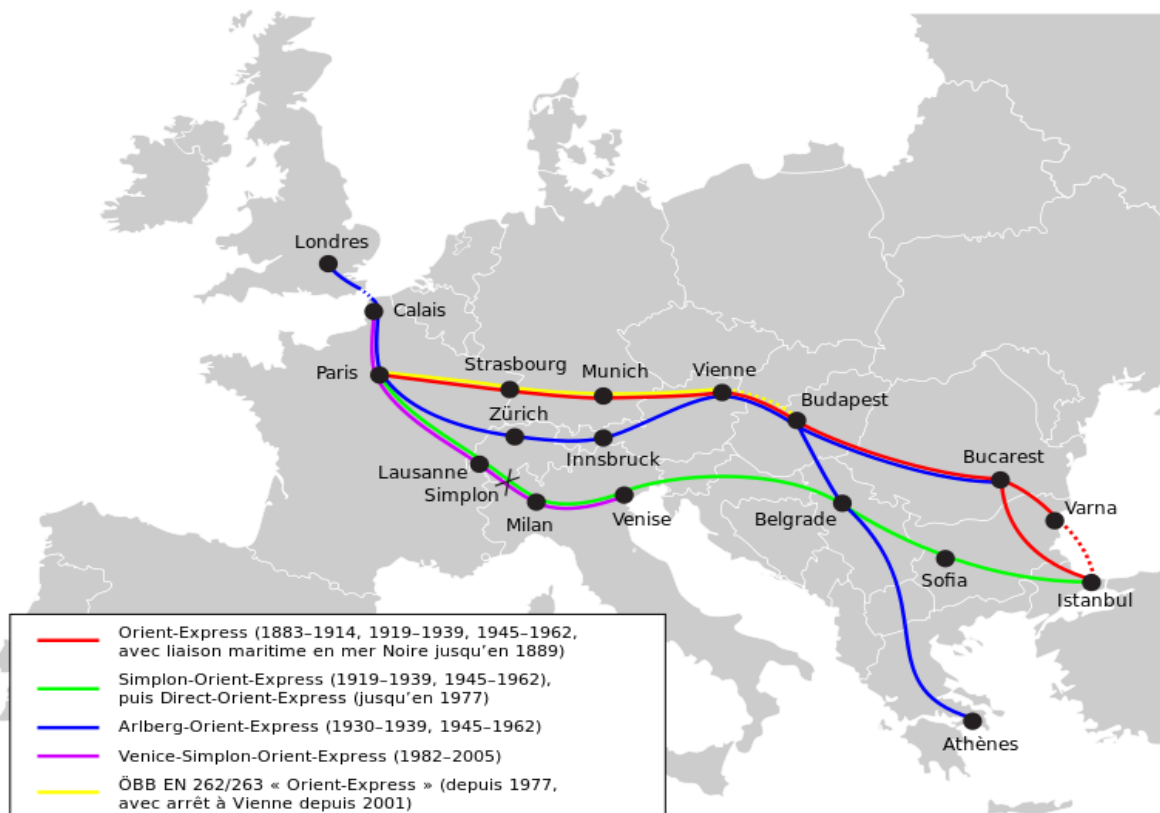 Londres
Calais
Paris
Strasbourg
Munich
Vienne
Budapest
Zürich
Innsbruck
Lausanne
Simplon
Milan
Venise
Belgrade
Bucarest
Varna
Sofia
Istanbul
Athènes
Orient-Express (1883–1914, 1919–1939, 1945–1962,
avec liaison maritime en mer Noire jusqu’en 1889)
Simplon-Orient-Express (1919–1939, 1945–1962),
puis Direct-Orient-Express (jusqu’en 1977)
Arlberg-Orient-Express (1930–1939, 1945–1962)
Venice-Simplon-Orient-Express (1982–2005)
ÖBB EN 262/263 « Orient-Express » (depuis 1977,
avec arrêt à Vienne depuis 2001)